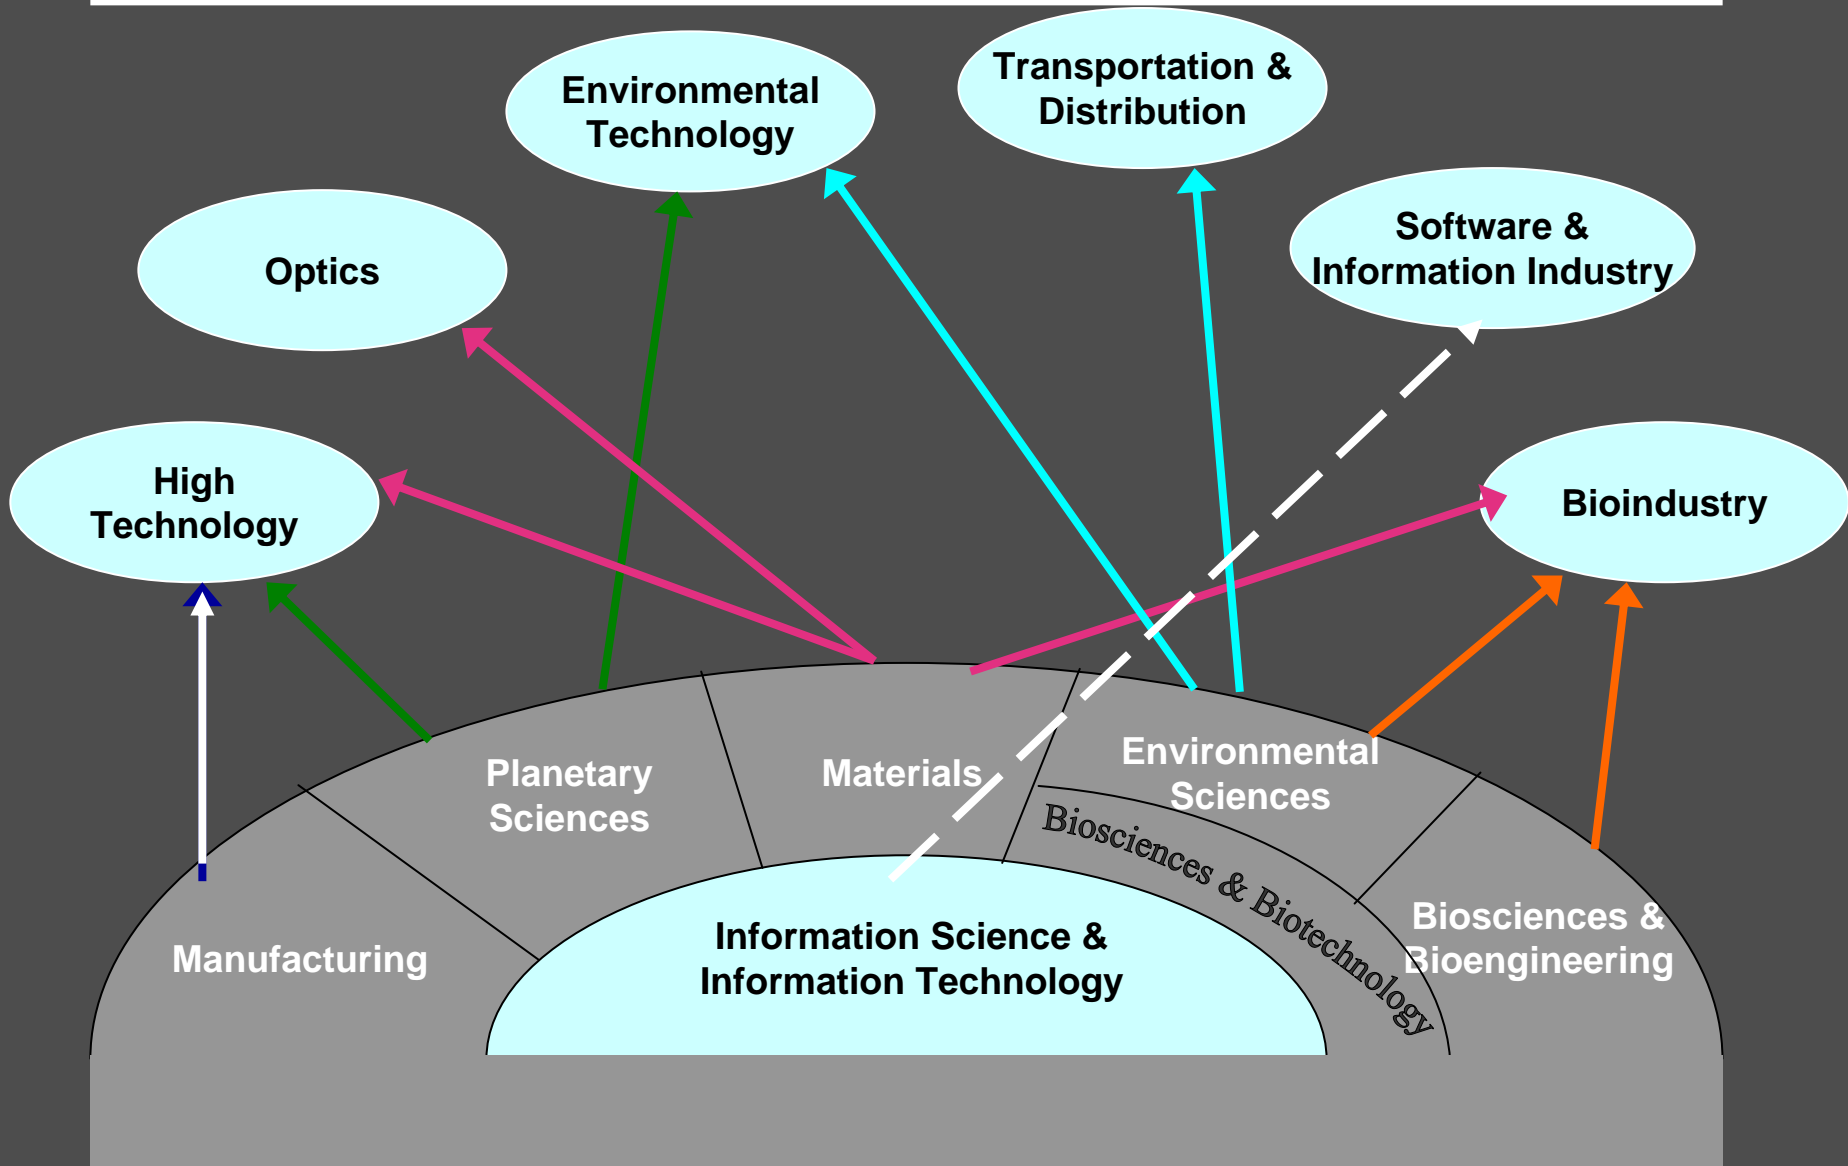 Transportation &
Distribution
Environmental
Technology
Software &
Information Industry
Optics
High
Technology
Bioindustry
Environmental
Sciences
Planetary
Sciences
Materials
Biosciences & Biotechnology
Biosciences &
Bioengineering
Manufacturing
Information Science &
Information Technology